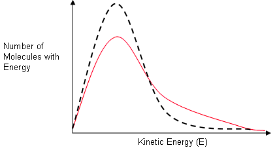 Number of
Molecules with
Energy
Kinetic Energy (E)